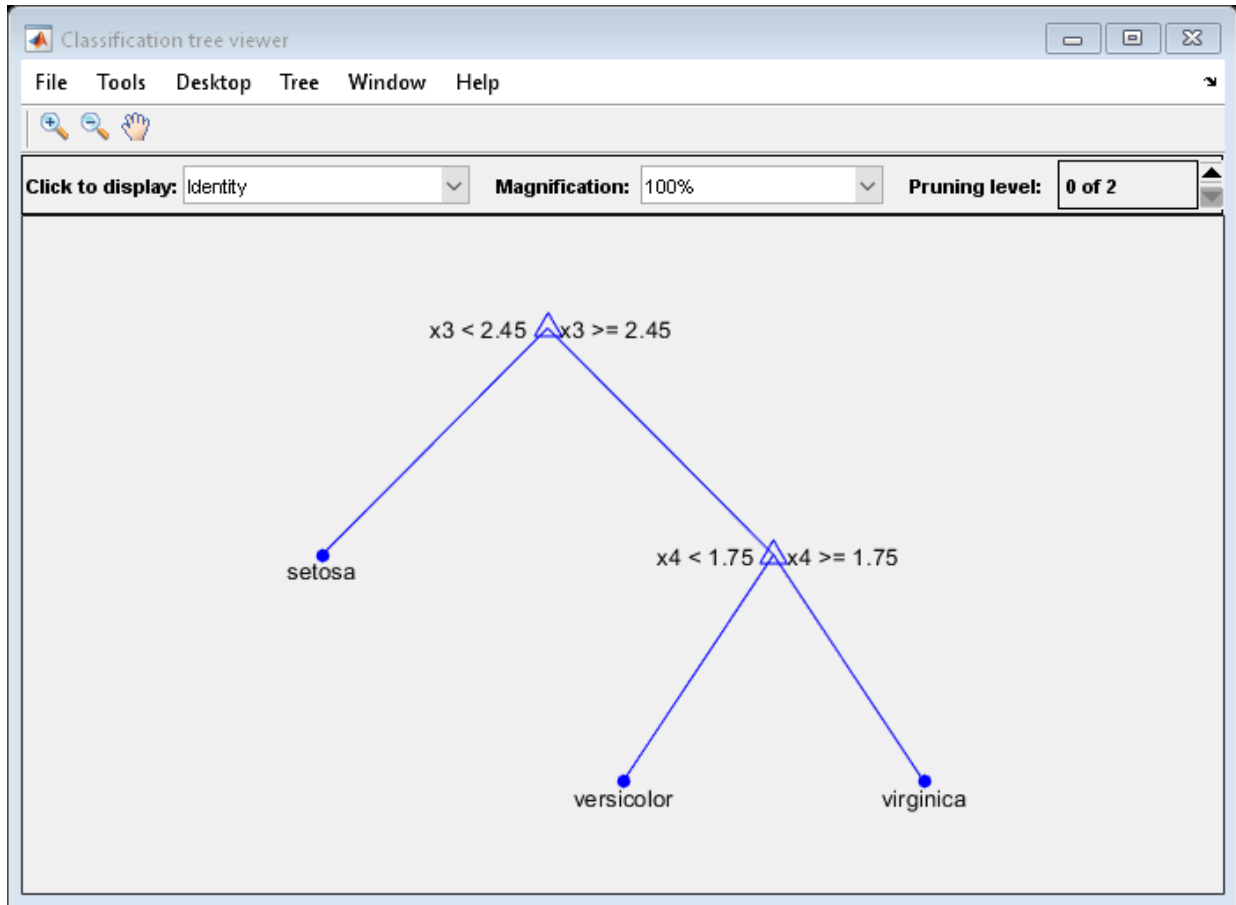 Classification tree viewer
File Tools Desktop Tree Window Help
Click to display: Identity Magnification: 100% Pruning level: 0 of 2
x3 < 2.45 x3 >= 2.45
setosa
x4 < 1.75 x4 >= 1.75
versicolor
virginica